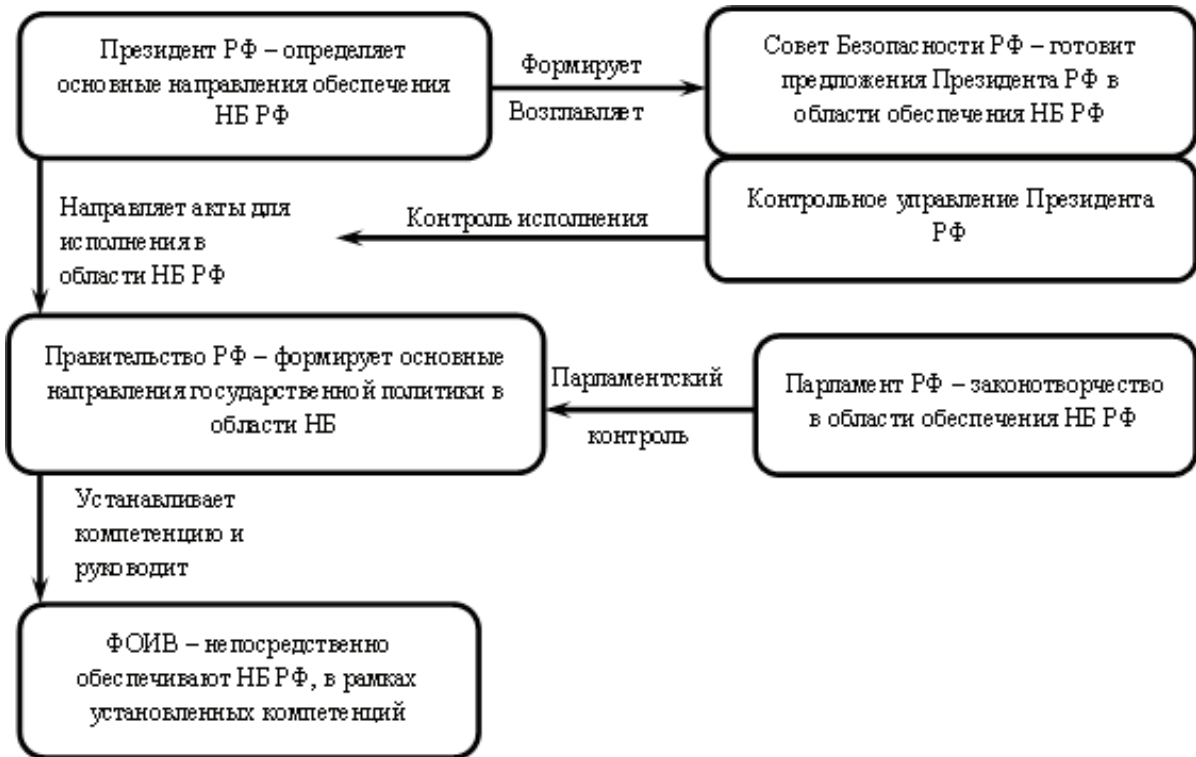 Президент РФ – определяет
основные направления обеспечения
НБ РФ
Формирует
Возглавляет
Совет Безопасности РФ – готовит
предложения Президента РФ в
области обеспечения НБ РФ
Направляет акты для
исполнения в
области НБ РФ
Контроль исполнения
Контрольное управление Президента
РФ
Правительство РФ – формирует основные
направления государственной политики в
области НБ
Парламентский
контроль
Парламент РФ – законотворчество
в области обеспечения НБ РФ
Устанавливает
компетенцию и
руководит
ФОИВ – непосредственно
обеспечивают НБ РФ, в рамках
установленных компетенций